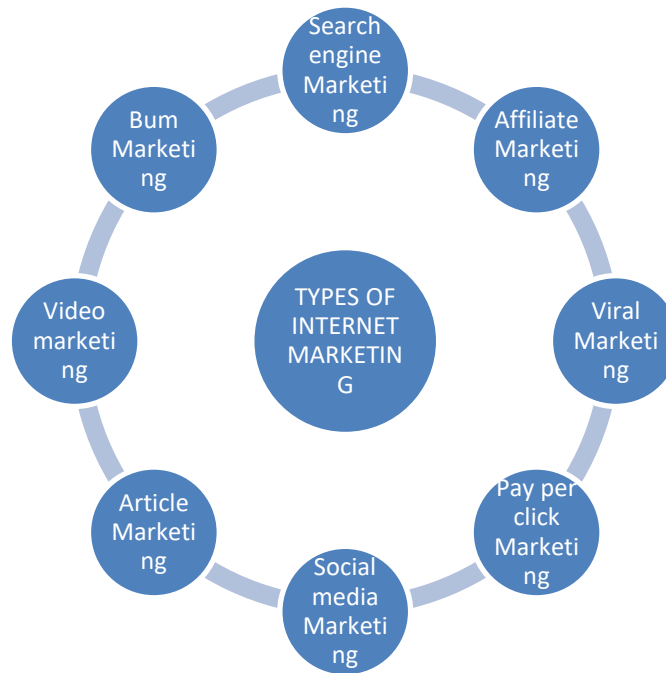 Search
engine
Marketi
ng
Affiliate
Marketi
ng
Viral
Marketi
ng
Pay per
click
Marketi
ng
Social
media
Marketi
ng
Article
Marketi
ng
Video
marketi
ng
Bum
Marketi
ng
TYPES OF
INTERNET
MARKETIN
G